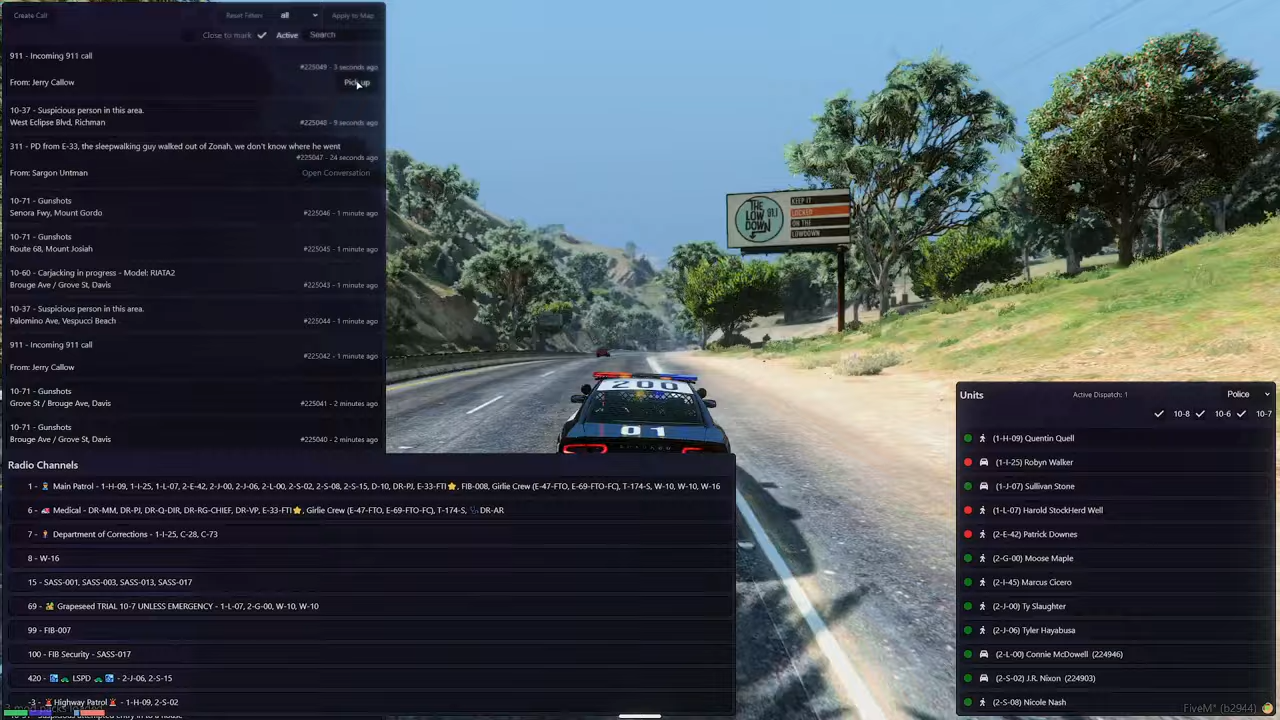 Create Call
Reset Filters
all
Apply to Map
Close to mark
Active
Search
911 - Incoming 911 call
#225049 - 3 seconds ago
From: Jerry Callow
Pick up
10-37 - Suspicious person in this area.
West Eclipse Blvd, Richman
#225048 - 9 seconds ago
311 - PD from E-33, the sleepwalking guy walked out of Zonah, we don't know where he went
#225047 - 24 seconds ago
From: Sargon Untman
Open Conversation
10-71 - Gunshots
Senora Fwy, Mount Gordo
#225046 - 1 minute ago
10-71 - Gunshots
Route 68, Mount Josiah
#225045 - 1 minute ago
10-60 - Carjacking in progress - Model: RIATA2
Brouge Ave / Grove St, Davis
#225043 - 1 minute ago
10-37 - Suspicious person in this area.
Palomino Ave, Vespucci Beach
#225044 - 1 minute ago
911 - Incoming 911 call
#225042 - 1 minute ago
From: Jerry Callow
10-71 - Gunshots
Grove St / Brouge Ave, Davis
#225041 - 2 minutes ago
10-71 - Gunshots
Brouge Ave / Grove St, Davis
#225040 - 2 minutes ago
THE LOW DOWN 91.1
KEEP IT
LOCKED
ON THE
LOWDOWN
200
01
Radio Channels
1 - Main Patrol - 1-H-09, 1-I-25, 1-L-07, 2-E-42, 2-J-00, 2-J-06, 2-L-00, 2-S-02, 2-S-08, 2-S-15, D-10, DR-PJ, E-33-FTI⭐, FIB-008, Girlie Crew (E-47-FTO, E-69-FTO-FC), T-174-S, W-10, W-10, W-16
6 - Medical - DR-MM, DR-PJ, DR-Q-DIR, DR-RG-CHIEF, DR-VP, E-33-FTI⭐, Girlie Crew (E-47-FTO, E-69-FTO-FC), T-174-S, DR-AR
7 - Department of Corrections - 1-I-25, C-28, C-73
8 - W-16
15 - SASS-001, SASS-003, SASS-013, SASS-017
69 - Grapeseed TRIAL 10-7 UNLESS EMERGENCY - 1-L-07, 2-G-00, W-10, W-10
99 - FIB-007
100 - FIB Security - SASS-017
420 - LSPD - 2-J-06, 2-S-15
-3 - Highway Patrol - 1-H-09, 2-S-02
Units
Active Dispatch: 1
Police
10-8
10-6
10-7
(1-H-09) Quentin Quell
(1-I-25) Robyn Walker
(1-J-07) Sullivan Stone
(1-L-07) Harold StockHerd Well
(2-E-42) Patrick Downes
(2-G-00) Moose Maple
(2-I-45) Marcus Cicero
(2-J-00) Ty Slaughter
(2-J-06) Tyler Hayabusa
(2-L-00) Connie McDowell (224946)
(2-S-02) J.R. Nixon (224903)
(2-S-08) Nicole Nash
FiveM® (b2944)